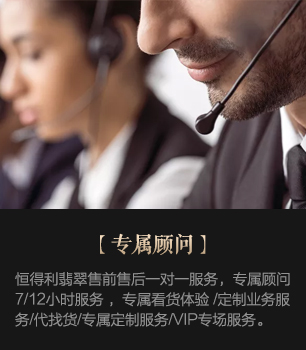 【专属顾问】
恒得利翡翠售前售后一对一服务，专属顾问
7/12小时服务 ，专属看货体验 /定制业务服
务/代找货/专属定制服务/VIP专场服务。